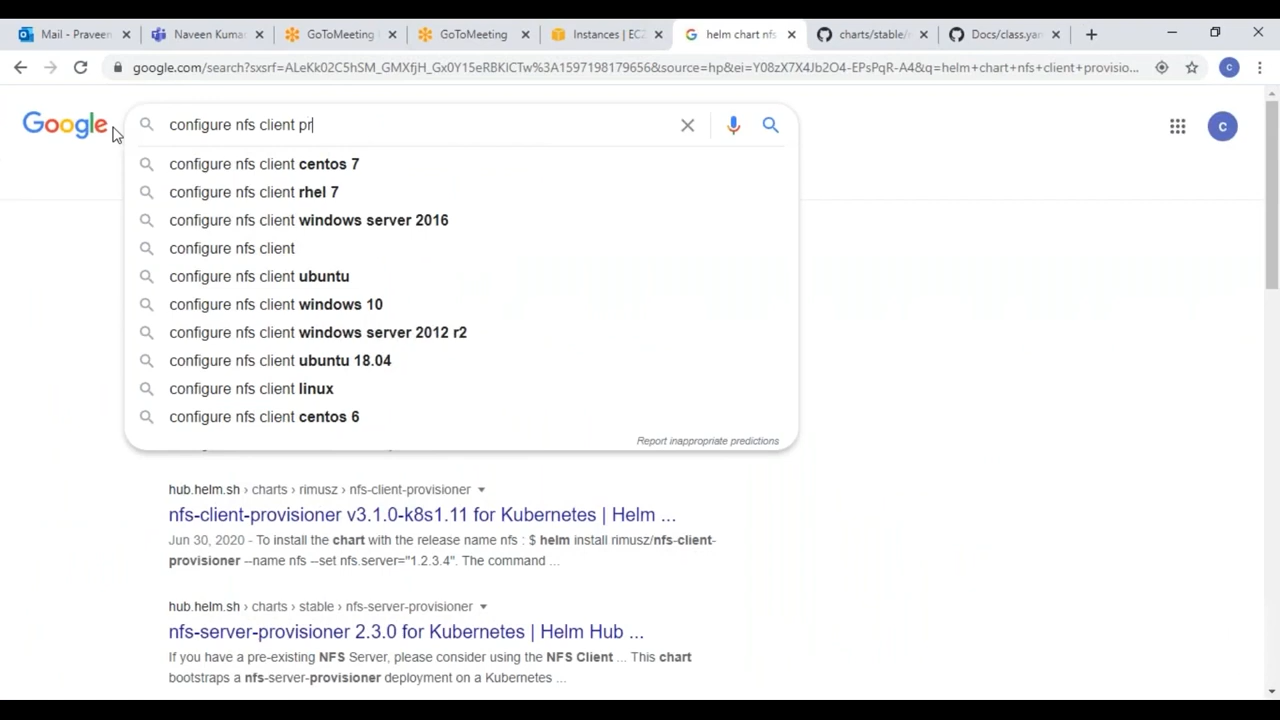 Mail - Praveen
Naveen Kuma
GoToMeeting
GoToMeeting
Instances | EC2
helm chart nfs
charts/stable/
Docs/class.yan
google.com/search?sxsrf=ALeKk02C5hSM_GMXfjH_Gx0Y15eRBKICTw%3A1597198179656&source=hp&ei=Y08zX7X4Jb2O4-EPsPqR-A4&q=helm+chart+nfs+client+provisio...
C
Google
configure nfs client pr
C
configure nfs client centos 7
configure nfs client rhel 7
configure nfs client windows server 2016
configure nfs client
configure nfs client ubuntu
configure nfs client windows 10
configure nfs client windows server 2012 r2
configure nfs client ubuntu 18.04
configure nfs client linux
configure nfs client centos 6
Report inappropriate predictions
hub.helm.sh › charts › rimusz › nfs-client-provisioner
nfs-client-provisioner v3.1.0-k8s1.11 for Kubernetes | Helm ...
Jun 30, 2020 - To install the chart with the release name nfs : $ helm install rimusz/nfs-client-
provisioner --name nfs --set nfs.server="1.2.3.4". The command ...
hub.helm.sh › charts › stable › nfs-server-provisioner
nfs-server-provisioner 2.3.0 for Kubernetes | Helm Hub ...
If you have a pre-existing NFS Server, please consider using the NFS Client ... This chart
bootstraps a nfs-server-provisioner deployment on a Kubernetes ...